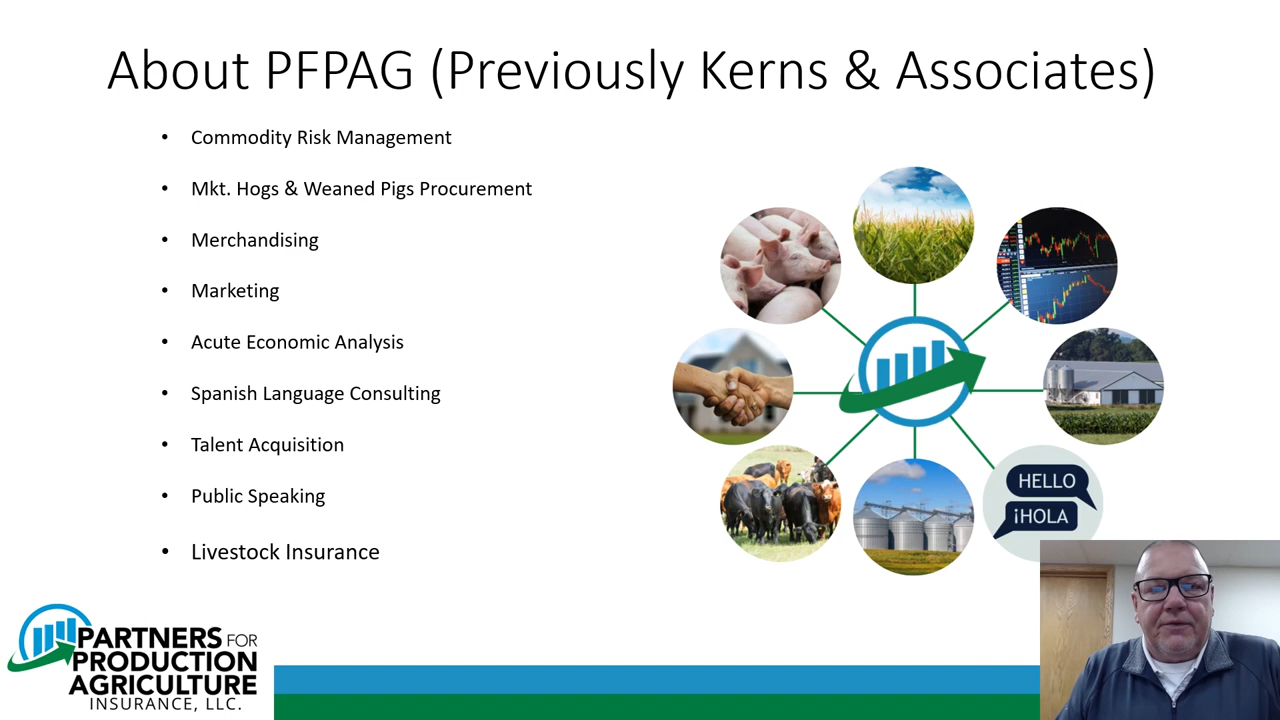 About PFPAG (Previously Kerns & Associates)
• Commodity Risk Management
• Mkt. Hogs & Weaned Pigs Procurement
• Merchandising
• Marketing
• Acute Economic Analysis
• Spanish Language Consulting
• Talent Acquisition
• Public Speaking
• Livestock Insurance
HELLO
¡HOLA
PARTNERS FOR
PRODUCTION
AGRICULTURE
INSURANCE, LLC.